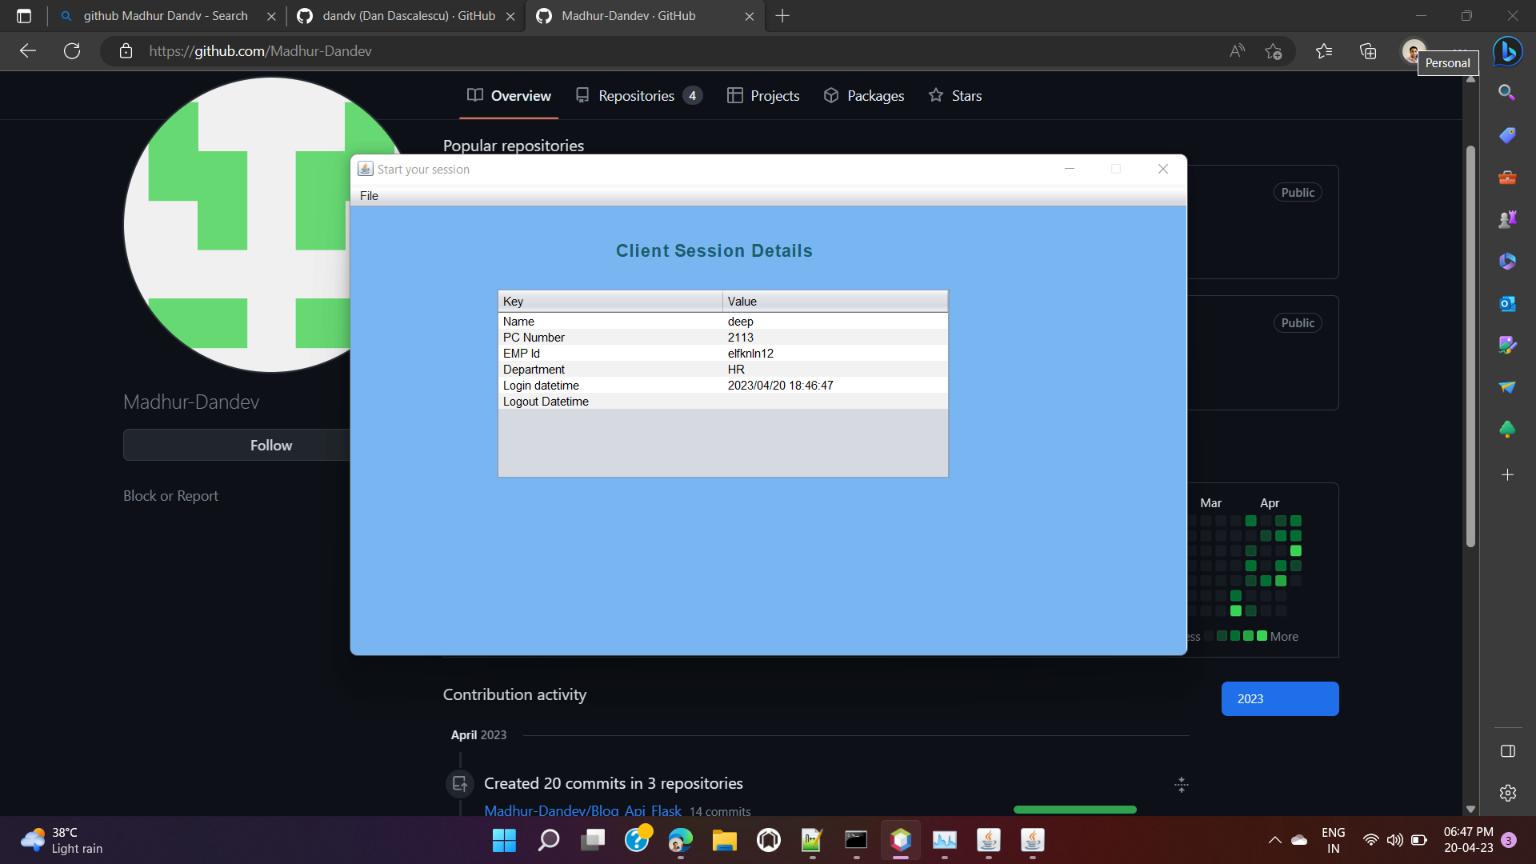 github Madhur Dandv - Search
dandv (Dan Dascalescu) · GitHub
Madhur-Dandev · GitHub
https://github.com/Madhur-Dandev
Personal
Overview
Repositories 4
Projects
Packages
Stars
Popular repositories
Public
Public
Start your session
File
Client Session Details
Key Value
Name deep
PC Number 2113
EMP Id elfknln12
Department HR
Login datetime 2023/04/20 18:46:47
Logout Datetime
Madhur-Dandev
Follow
Block or Report
Mar Apr
ess More
Contribution activity
2023
April 2023
Created 20 commits in 3 repositories
Madhur-Dandev/Blog_Api_Flask 14 commits
38°C
Light rain
ENG
IN
06:47 PM
20-04-23
3